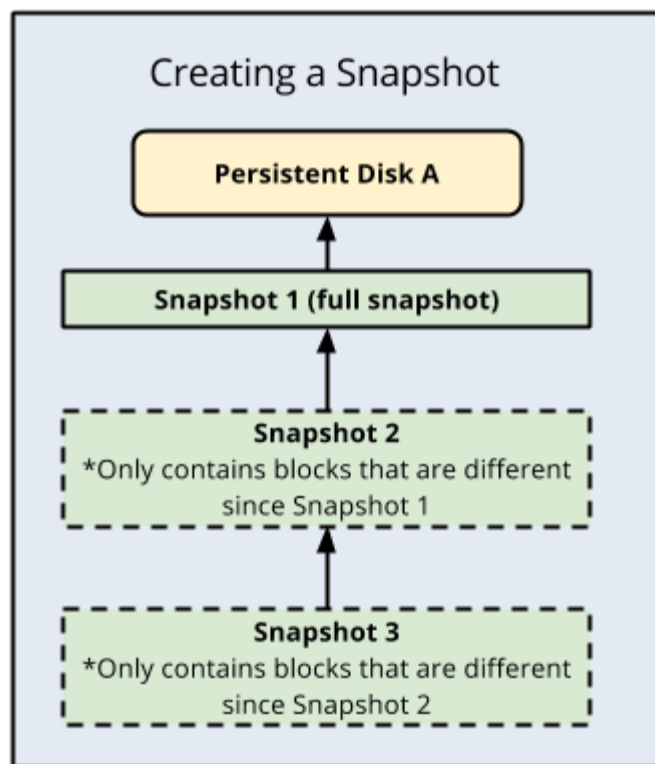 Creating a Snapshot
Persistent Disk A
Snapshot 1 (full snapshot)
Snapshot 2
*Only contains blocks that are different
since Snapshot 1
Snapshot 3
*Only contains blocks that are different
since Snapshot 2